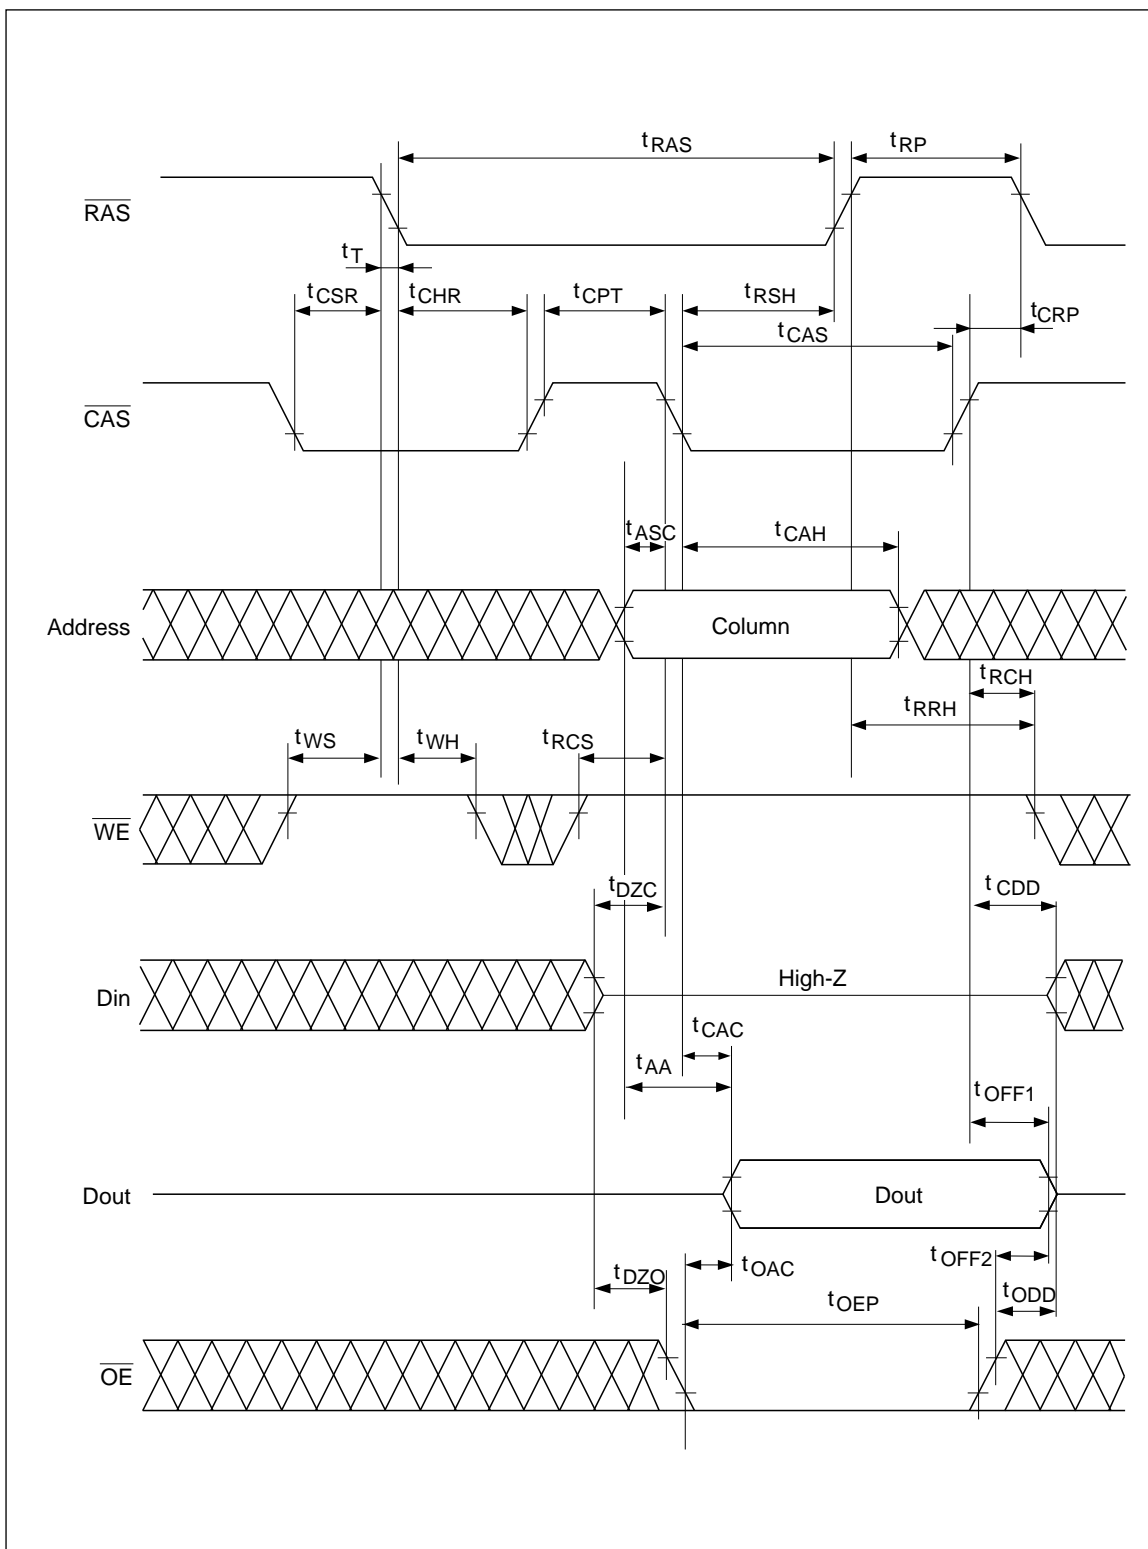 tRAS
tRP
RAS
tT
tCSR
tCHR
tCPT
tRSH
tCRP
tCAS
CAS
tASC
tCAH
Address
Column
tRCH
tRRH
tWS
tWH
tRCS
WE
tDZC
tCDD
Din
High-Z
tCAC
tAA
tOFF1
Dout
Dout
tDZO
tOAC
tOFF2
tODD
tOEP
OE